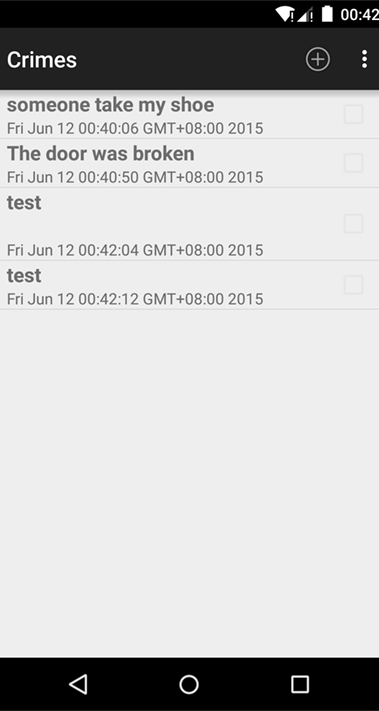 00:42
Crimes
someone take my shoe
Fri Jun 12 00:40:06 GMT+08:00 2015
The door was broken
Fri Jun 12 00:40:50 GMT+08:00 2015
test
Fri Jun 12 00:42:04 GMT+08:00 2015
test
Fri Jun 12 00:42:12 GMT+08:00 2015